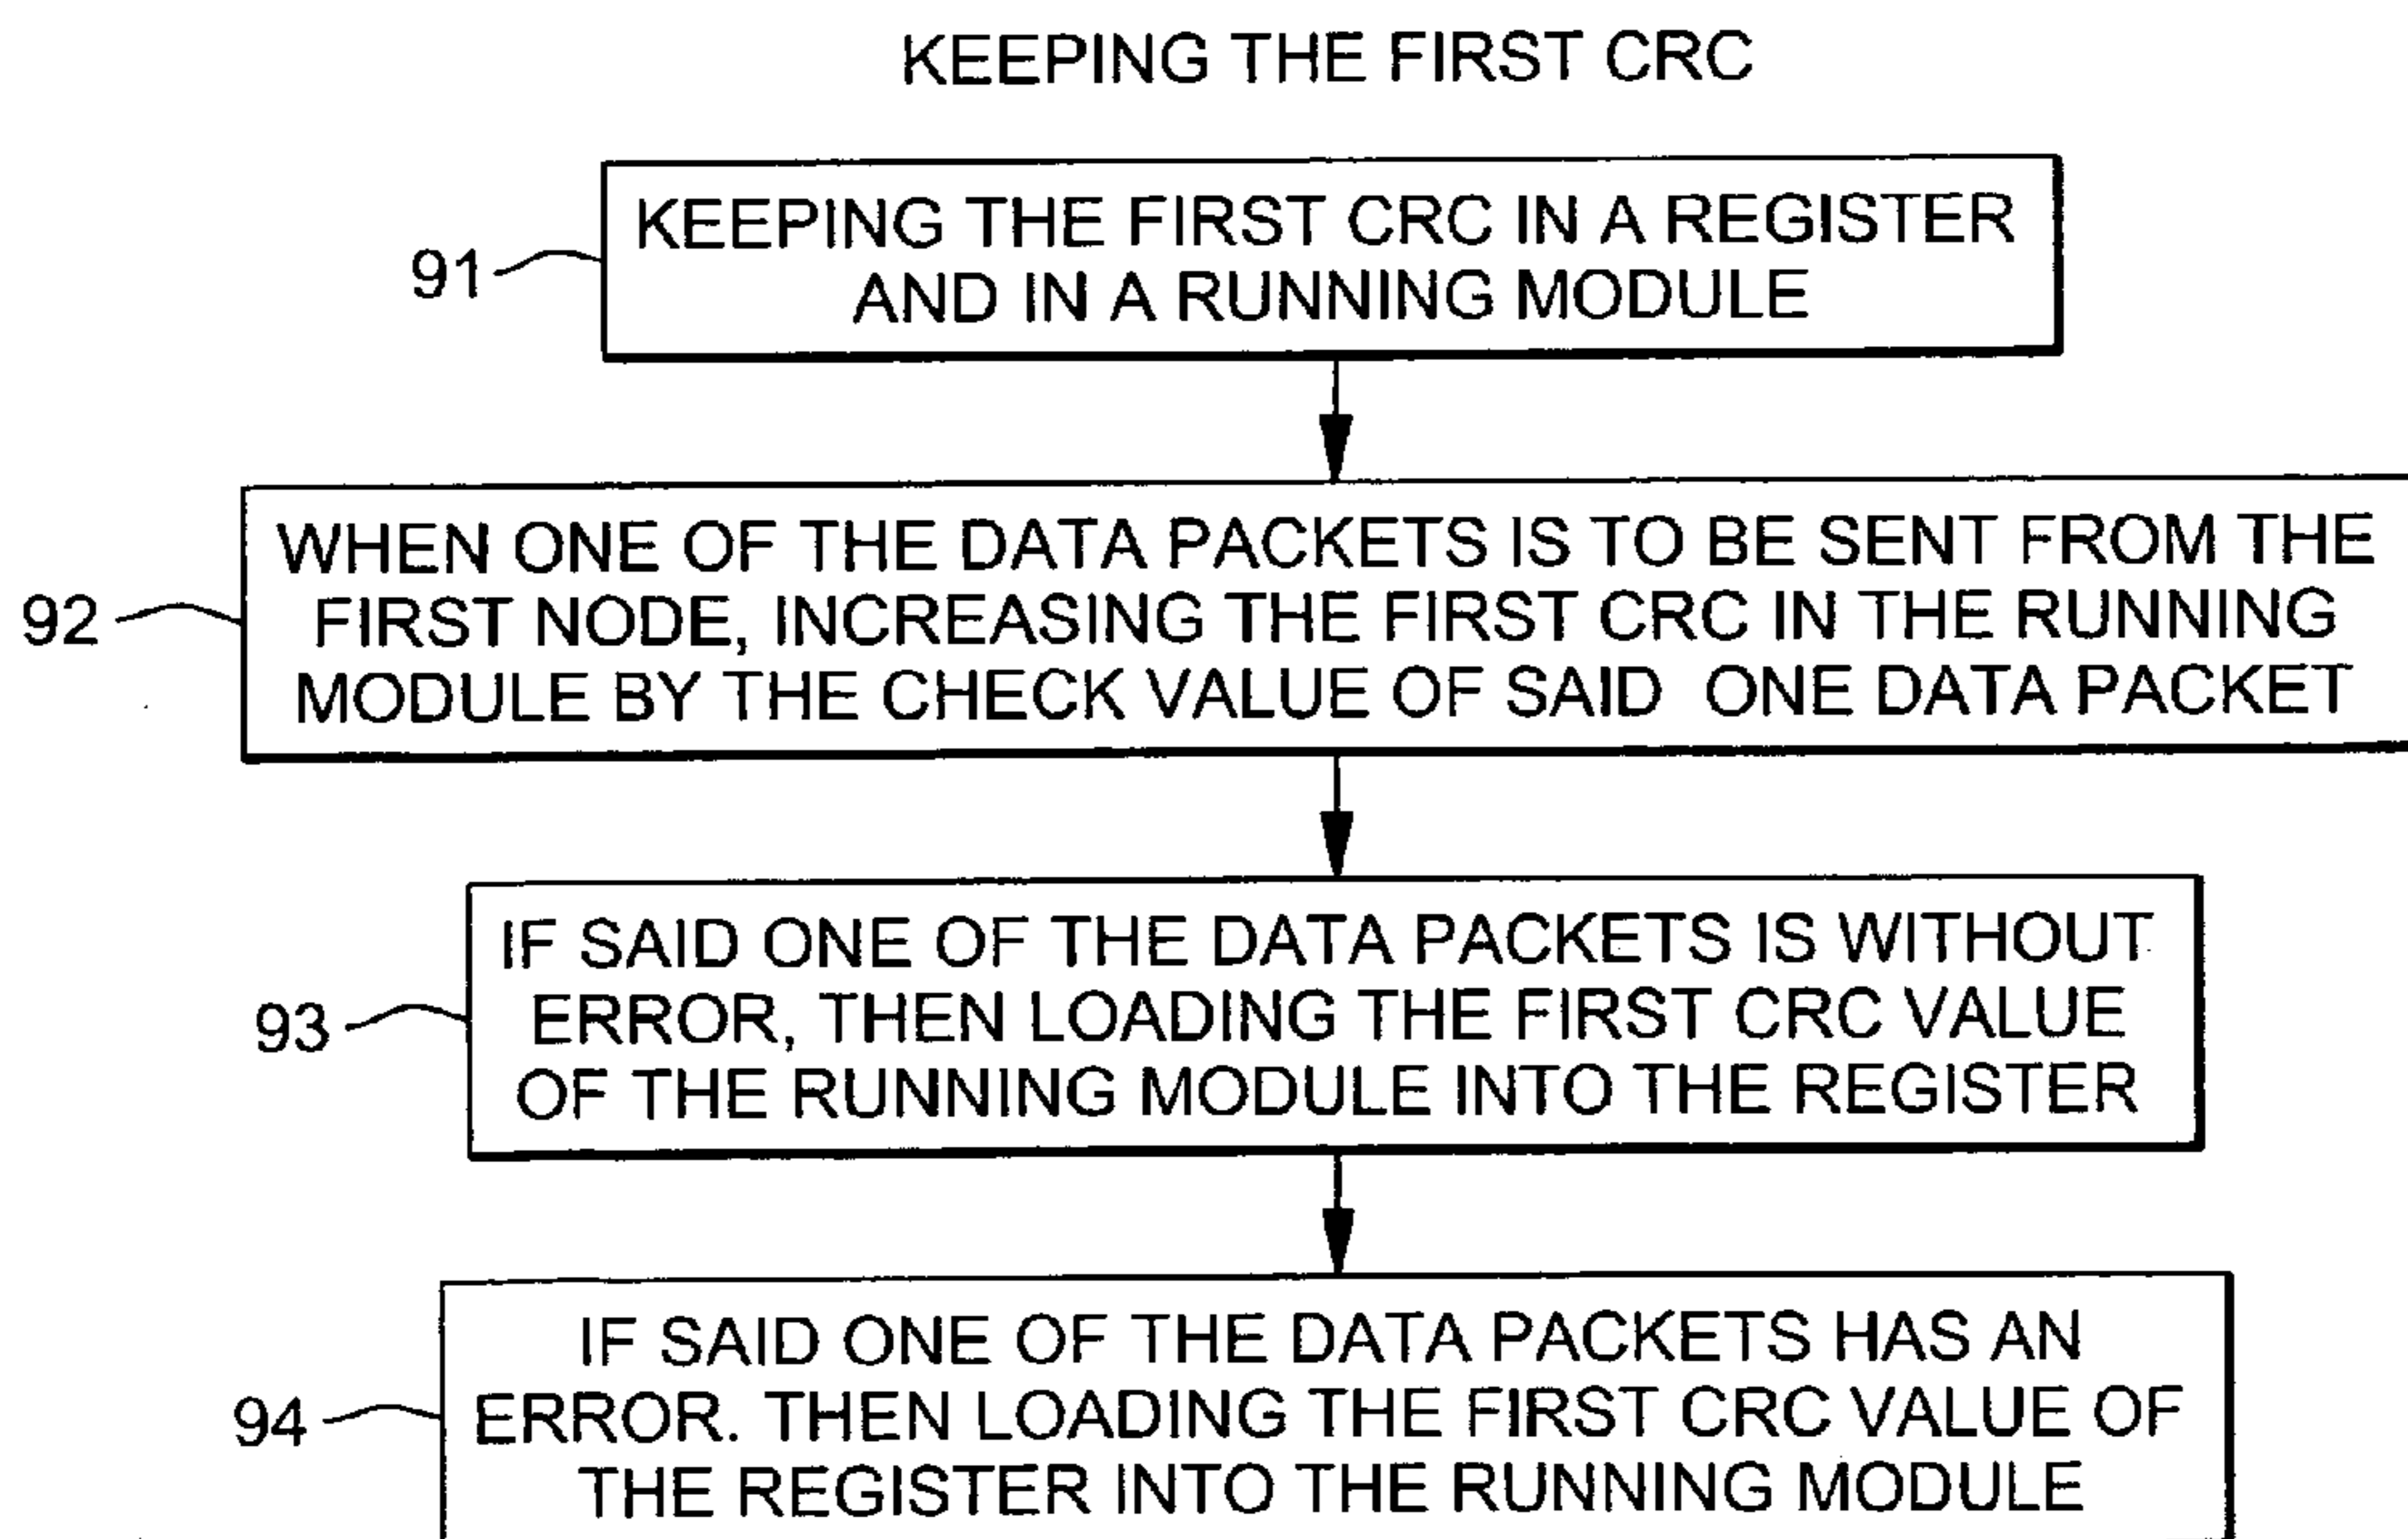 KEEPING THE FIRST CRC
91
KEEPING THE FIRST CRC IN A REGISTER
AND IN A RUNNING MODULE
92
WHEN ONE OF THE DATA PACKETS IS TO BE SENT FROM THE
FIRST NODE, INCREASING THE FIRST CRC IN THE RUNNING
MODULE BY THE CHECK VALUE OF SAID ONE DATA PACKET
93
IF SAID ONE OF THE DATA PACKETS IS WITHOUT
ERROR, THEN LOADING THE FIRST CRC VALUE
OF THE RUNNING MODULE INTO THE REGISTER
94
IF SAID ONE OF THE DATA PACKETS HAS AN
ERROR. THEN LOADING THE FIRST CRC VALUE OF
THE REGISTER INTO THE RUNNING MODULE